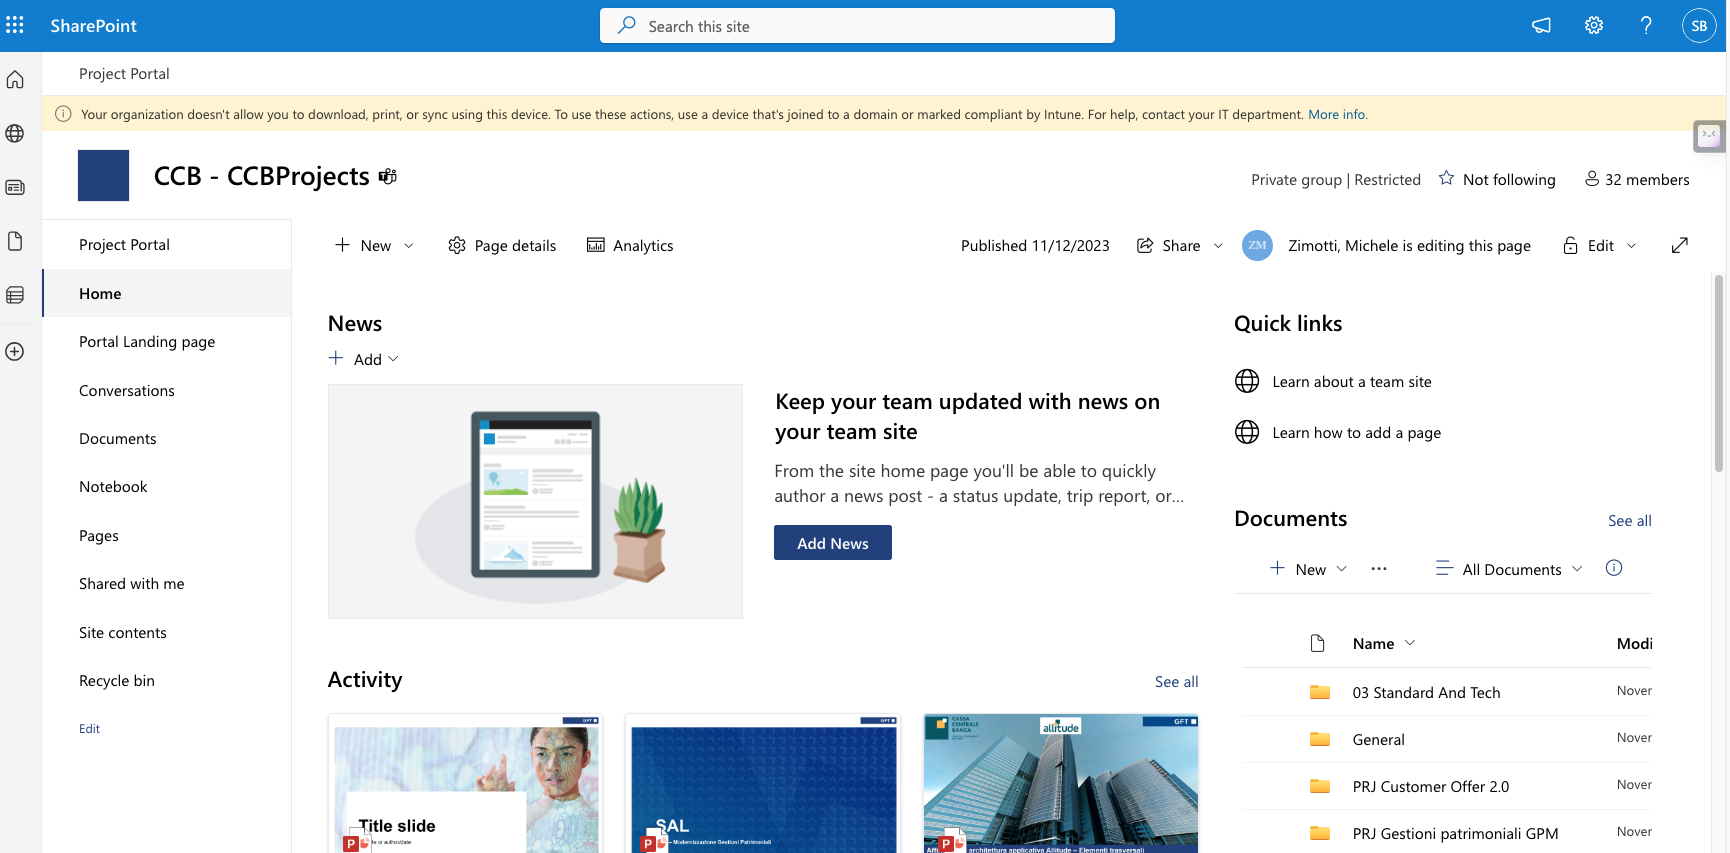 SharePoint
Search this site
SB
Project Portal
Your organization doesn't allow you to download, print, or sync using this device. To use these actions, use a device that's joined to a domain or marked compliant by Intune. For help, contact your IT department. More info.
CCB - CCBProjects
Private group | Restricted
Not following
32 members
Project Portal
Home
Portal Landing page
Conversations
Documents
Notebook
Pages
Shared with me
Site contents
Recycle bin
Edit
New
Page details
Analytics
Published 11/12/2023
Share
ZM
Zimotti, Michele is editing this page
Edit
News
Add
Keep your team updated with news on
your team site
From the site home page you'll be able to quickly
author a news post - a status update, trip report, or...
Add News
Activity
See all
GFT
Title slide
GFT
SAL
- Modernizzazione Gestioni Patrimoniali
CASSA
CENTRALE
BANCA
allitude
GFT
architettura applicativa Allitude – Elementi trasversali
Quick links
Learn about a team site
Learn how to add a page
Documents
See all
New
All Documents
Name
Modi
03 Standard And Tech
Nover
General
Nover
PRJ Customer Offer 2.0
Nover
PRJ Gestioni patrimoniali GPM
Nover